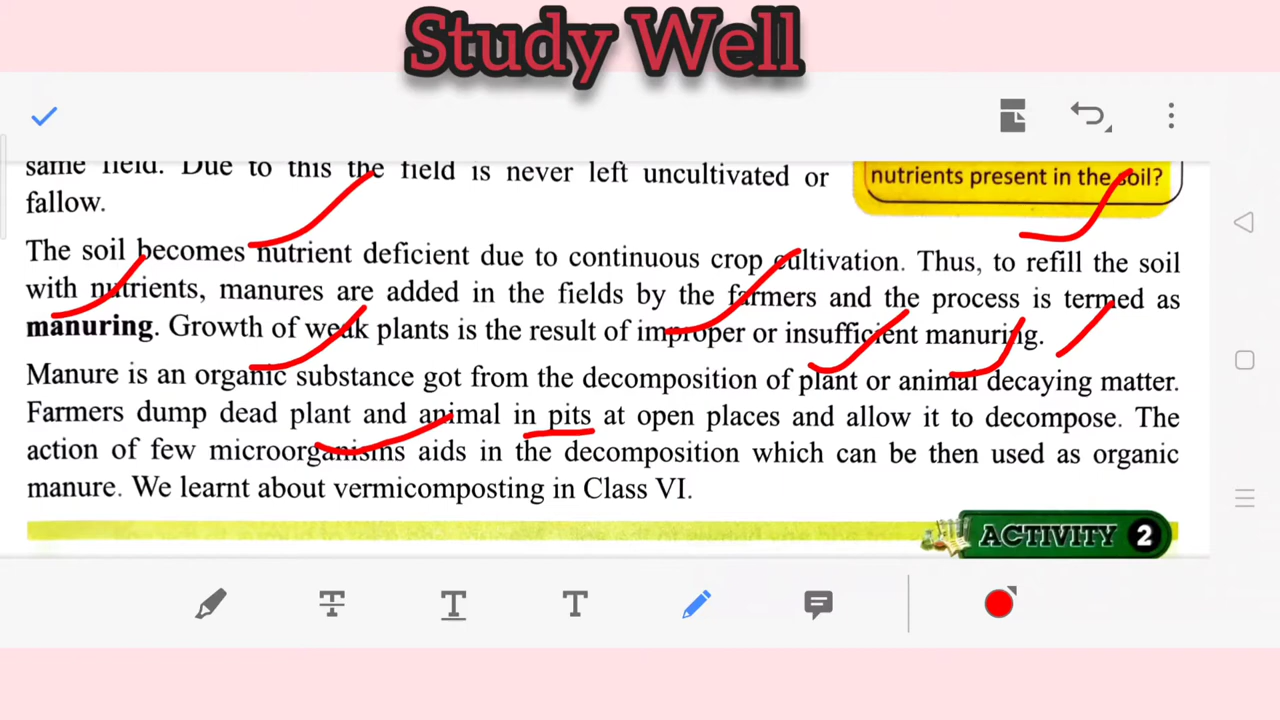 Study Well
same field. Due to this the field is never left uncultivated or
fallow.
nutrients present in the soil?
The soil becomes nutrient deficient due to continuous crop cultivation. Thus, to refill the soil
with nutrients, manures are added in the fields by the farmers and the process is termed as
manuring. Growth of weak plants is the result of improper or insufficient manuring.
Manure is an organic substance got from the decomposition of plant or animal decaying matter.
Farmers dump dead plant and animal in pits at open places and allow it to decompose. The
action of few microorganisms aids in the decomposition which can be then used as organic
manure. We learnt about vermicomposting in Class VI.
ACTIVITY 2
T T T